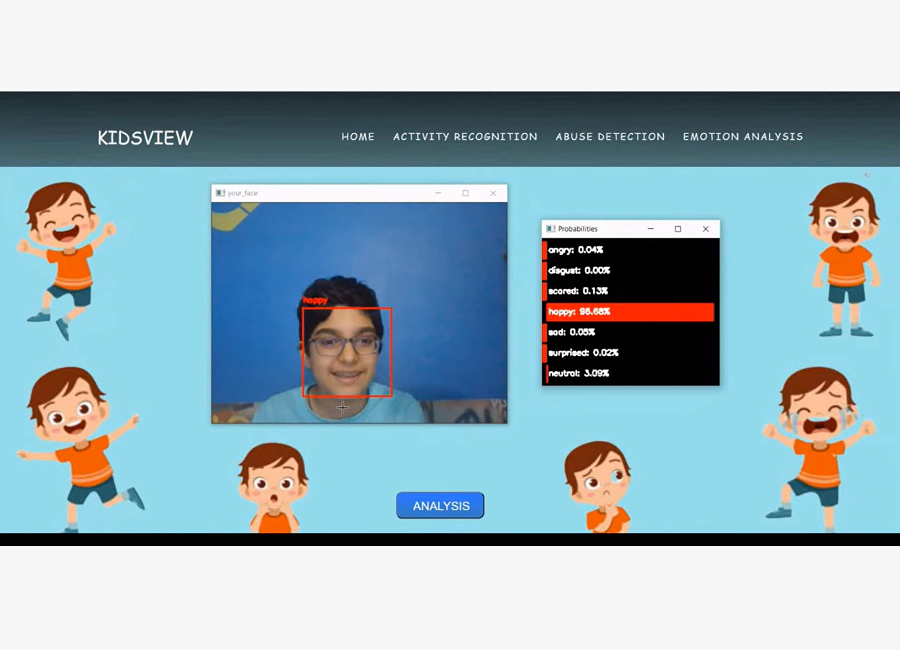 KIDSVIEW
HOME ACTIVITY RECOGNITION ABUSE DETECTION EMOTION ANALYSIS
your_face
happy
Probabilities
angry: 0.04%
disgust: 0.00%
scared: 0.13%
happy: 96.68%
sad: 0.05%
surprised: 0.02%
neutral: 3.09%
ANALYSIS